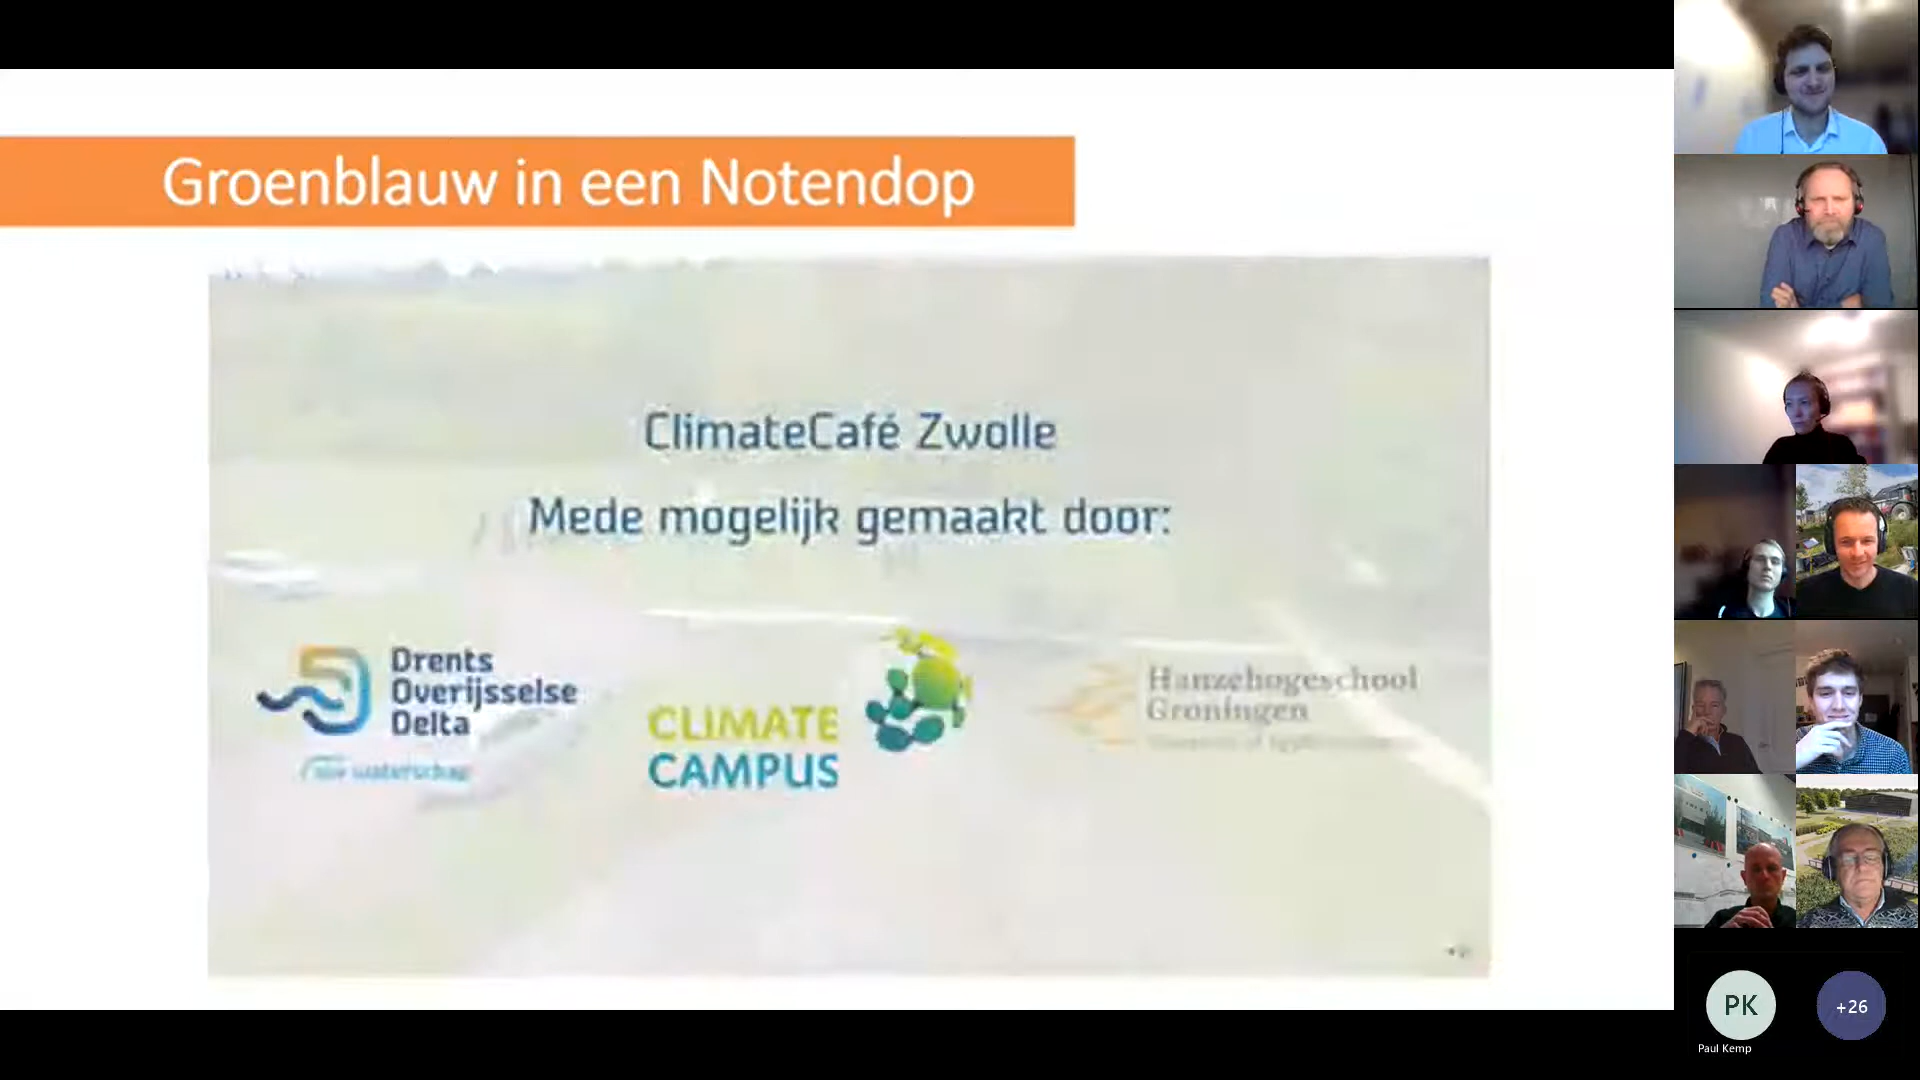 Groenblauw in een Notendop
ClimateCafé Zwolle
Mede mogelijk gemaakt door:
Drents
Overijsselse
Delta
waterschap
CLIMATE
CAMPUS
Hanzehogeschool
Groningen
PK
Paul Kemp
+26